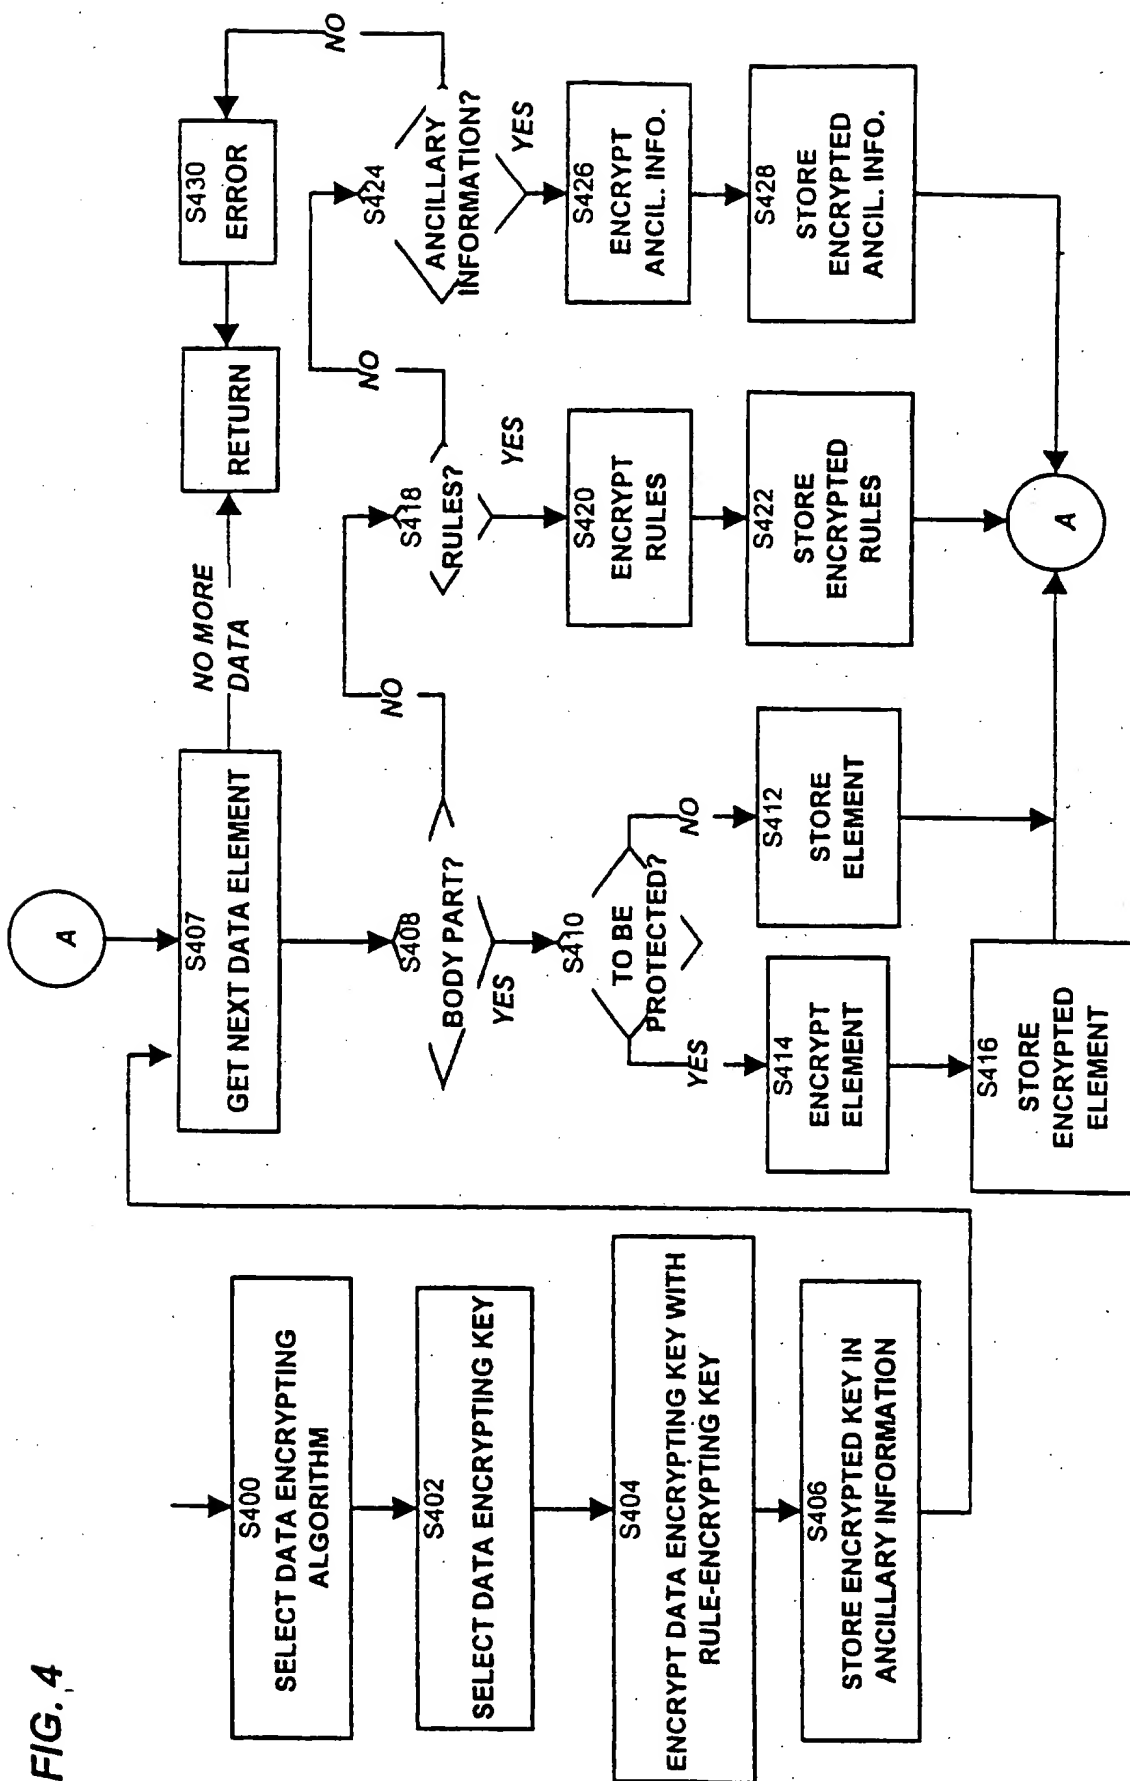 FIG. 4
S400
SELECT DATA ENCRYPTING
ALGORITHM
S402
SELECT DATA ENCRYPTING KEY
S404
ENCRYPT DATA ENCRYPTING KEY WITH
RULE-ENCRYPTING KEY
S406
STORE ENCRYPTED KEY IN
ANCILLARY INFORMATION
A
S407
GET NEXT DATA ELEMENT
NO MORE
DATA
RETURN
S430
ERROR
S408
BODY PART?
YES
NO
S410
TO BE
PROTECTED?
YES
NO
S414
ENCRYPT
ELEMENT
S416
STORE
ENCRYPTED
ELEMENT
S412
STORE
ELEMENT
S418
RULES?
YES
NO
S420
ENCRYPT
RULES
S422
STORE
ENCRYPTED
RULES
S424
ANCILLARY
INFORMATION?
YES
NO
S426
ENCRYPT
ANCIL. INFO.
S428
STORE
ENCRYPTED
ANCIL. INFO.
A